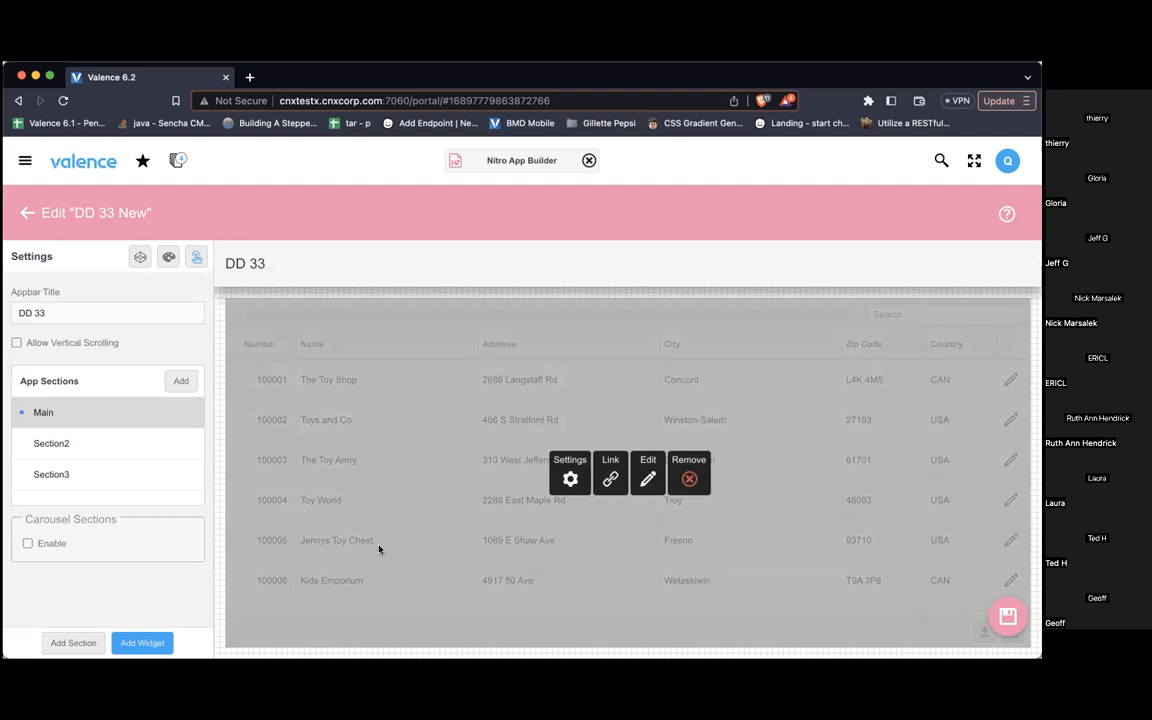 Valence 6.2
Not Secure cnxtestx.cnxcorp.com:7060/portal/#16897779863872766
VPN
Update
Valence 6.1 - Pen...
java - Sencha CM...
Building A Steppe...
tar - p
Add Endpoint | Ne...
BMD Mobile
Gillette Pepsi
CSS Gradient Gen...
Landing - start ch...
Utilize a RESTful...
valence
4
Nitro App Builder
Q
Edit "DD 33 New"
Settings
DD 33
Appbar Title
DD 33
Allow Vertical Scrolling
App Sections
Add
Main
Section2
Section3
Carousel Sections
Enable
Add Section
Add Widget
Search
Number Name Address City Zip Code Country
100001 The Toy Shop 2686 Langstaff Rd Concord L4K 4M5 CAN
100002 Toys and Co 406 S Stratford Rd Winston-Salem 27103 USA
100003 The Toy Army 310 West Jeffer 61701 USA
100004 Toy World 2288 East Maple Rd Troy 48083 USA
100005 Jennys Toy Chest 1089 E Shaw Ave Fresno 93710 USA
100006 Kids Emporium 4917 50 Ave Wetaskiwin T9A 3P8 CAN
Settings Link Edit Remove
thierry
thierry
Gloria
Gloria
Jeff G
Jeff G
Nick Marsalek
Nick Marsalek
ERICL
ERICL
Ruth Ann Hendrick
Ruth Ann Hendrick
Laura
Laura
Ted H
Ted H
Geoff
Geoff